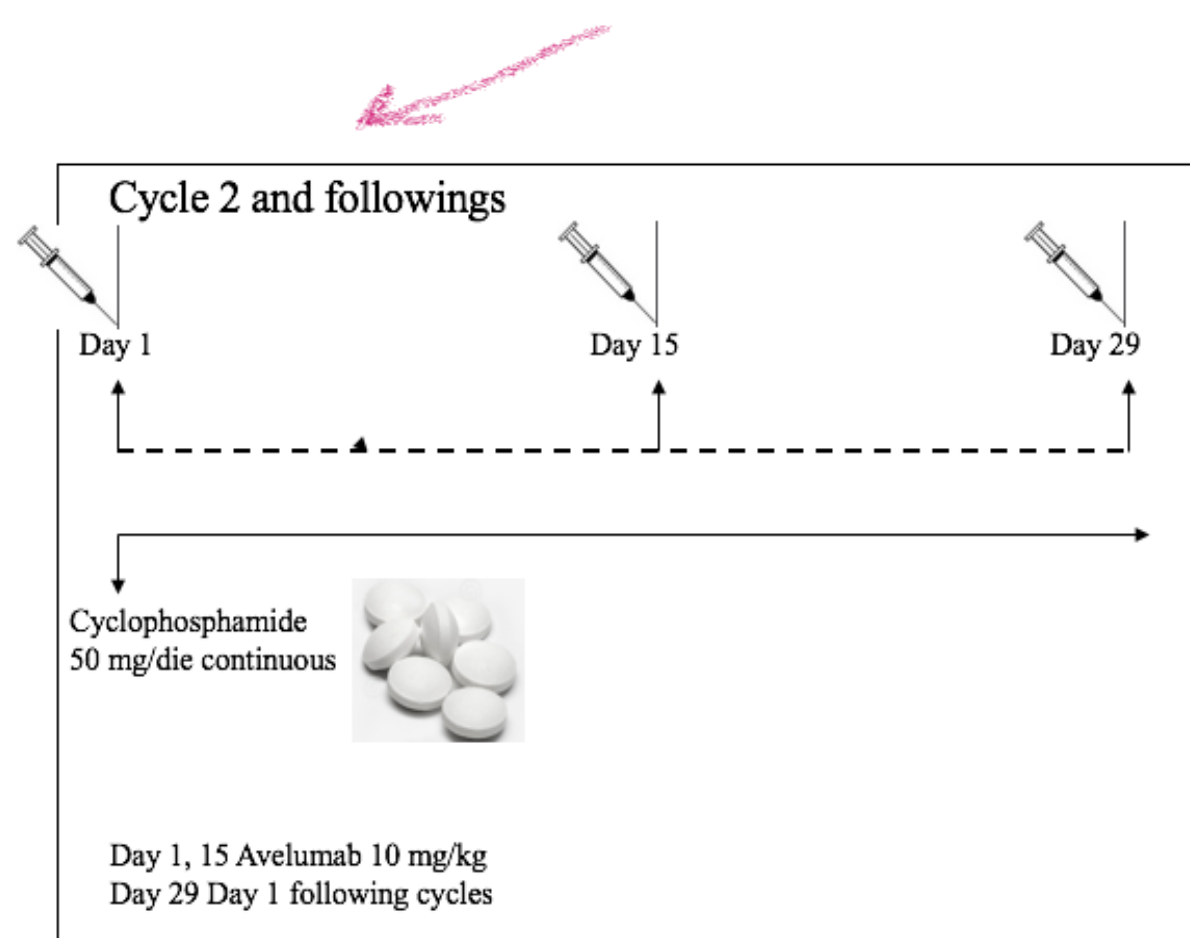 Cycle 2 and followings
Day 1
Day 15
Day 29
Cyclophosphamide
50 mg/die continuous
Day 1, 15 Avelumab 10 mg/kg
Day 29 Day 1 following cycles